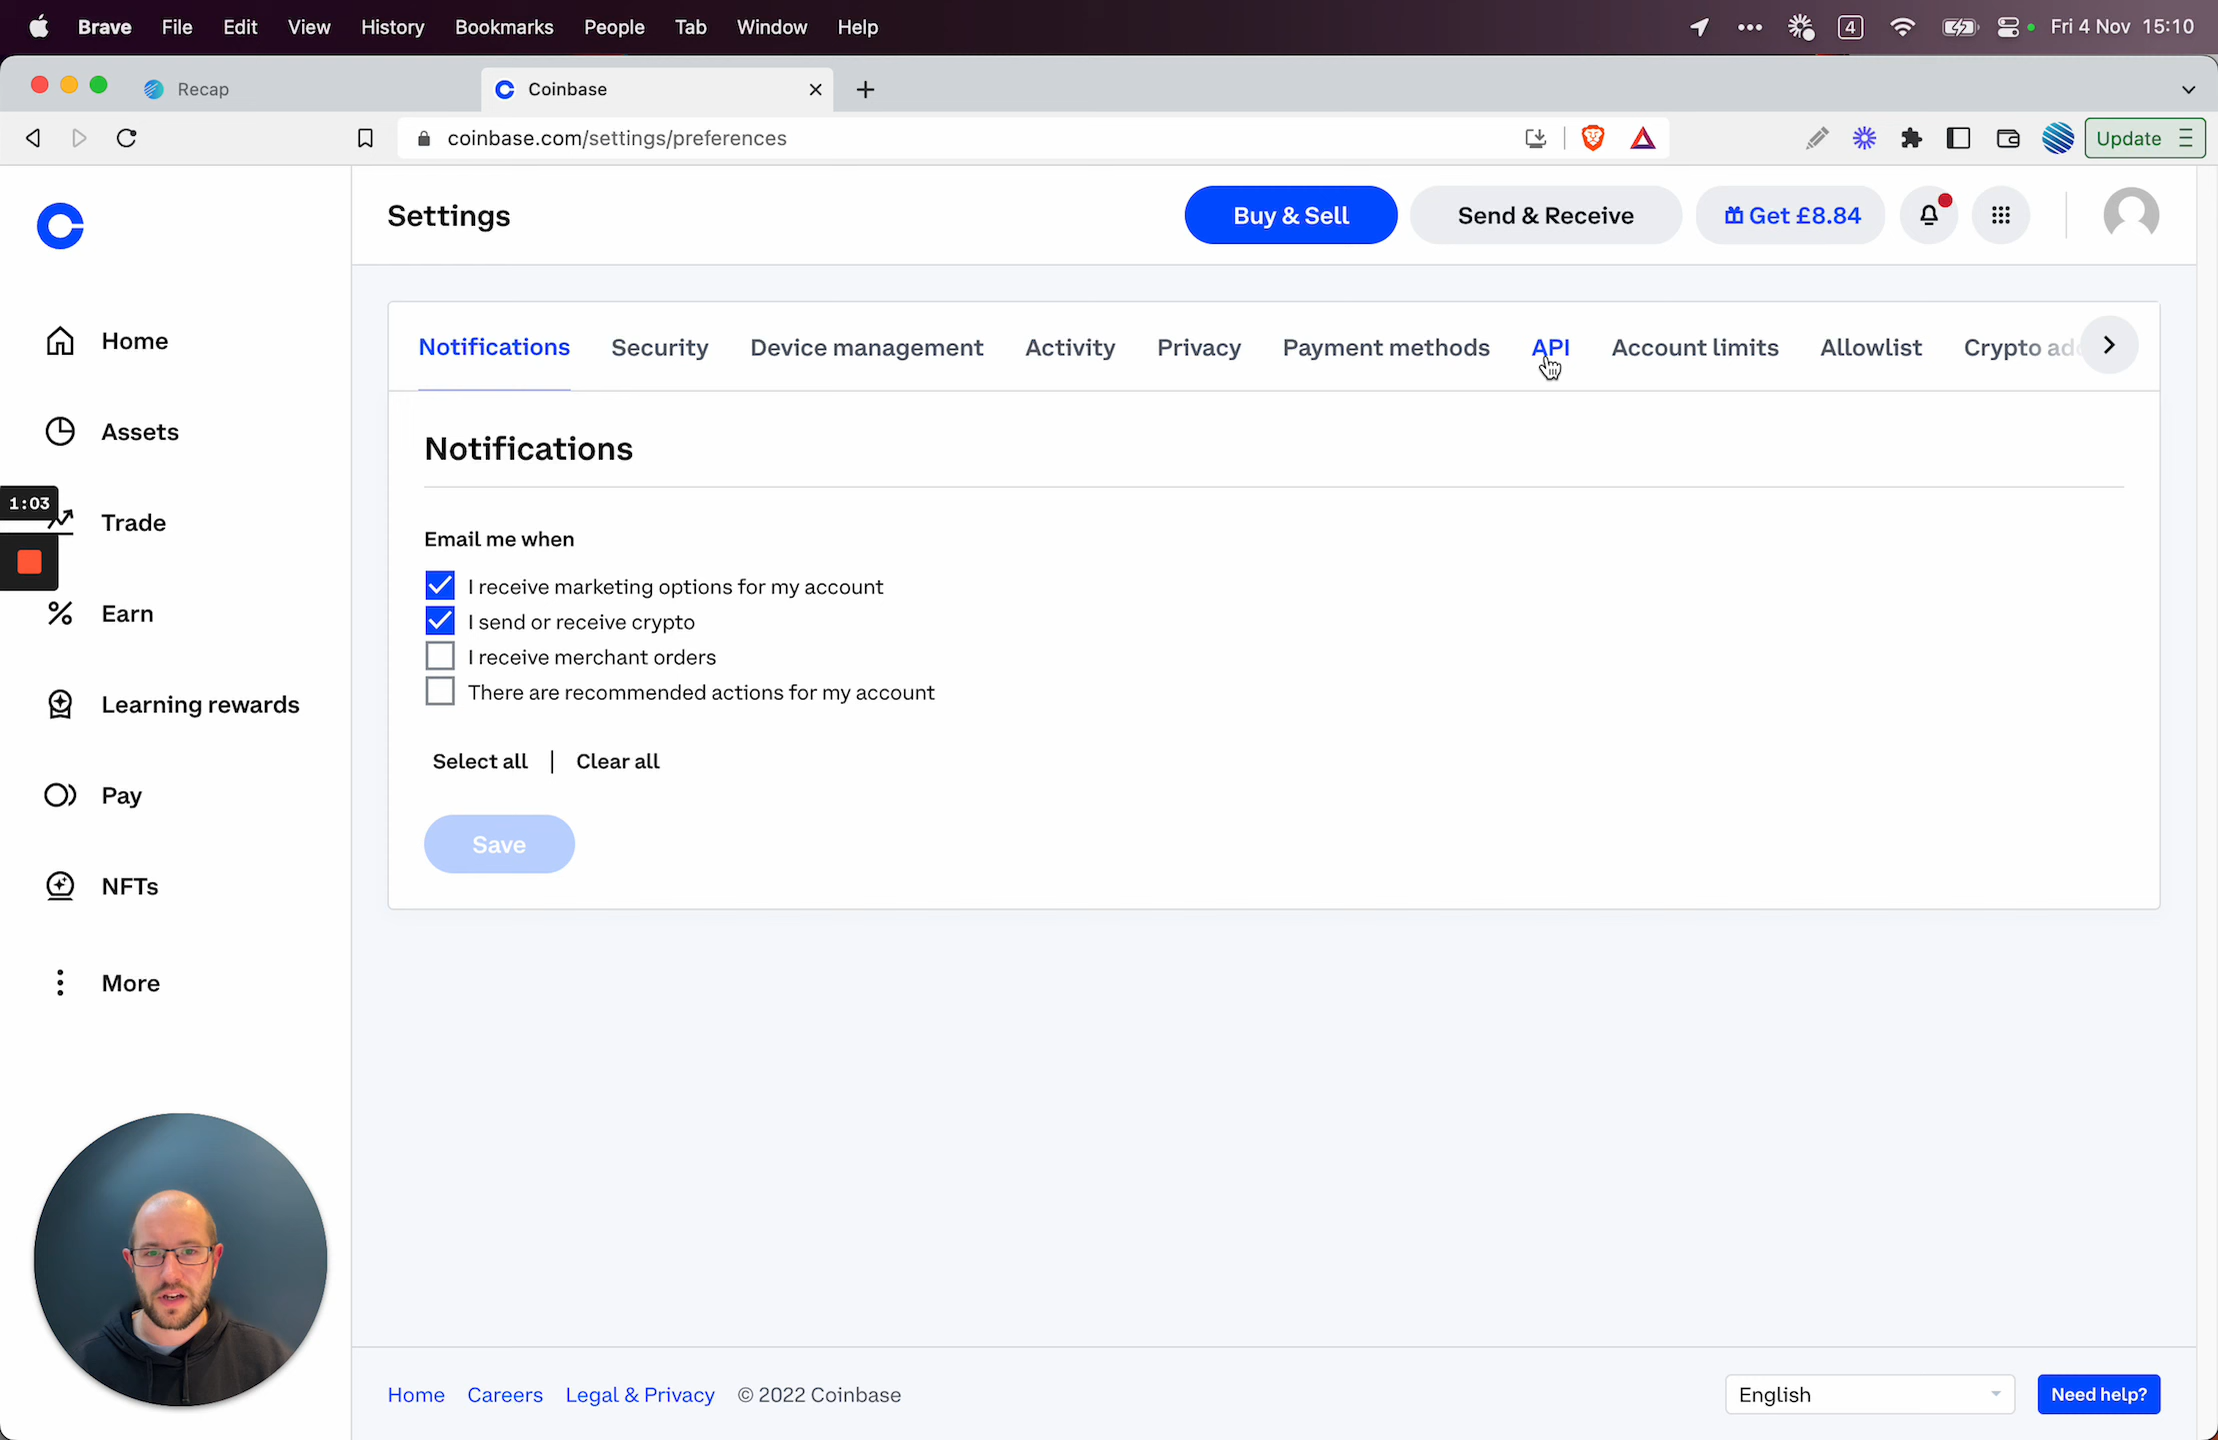 Brave File Edit View History Bookmarks People Tab Window Help 4 Fri 4 Nov 15:10
Recap Coinbase
coinbase.com/settings/preferences Update
Settings Buy & Sell Send & Receive Get £8.84
Home
Assets
1:03
Trade
Earn
Learning rewards
Pay
NFTs
More
Notifications Security Device management Activity Privacy Payment methods API Account limits Allowlist Crypto add
Notifications
Email me when
I receive marketing options for my account
I send or receive crypto
I receive merchant orders
There are recommended actions for my account
Select all | Clear all
Save
Home Careers Legal & Privacy © 2022 Coinbase English Need help?